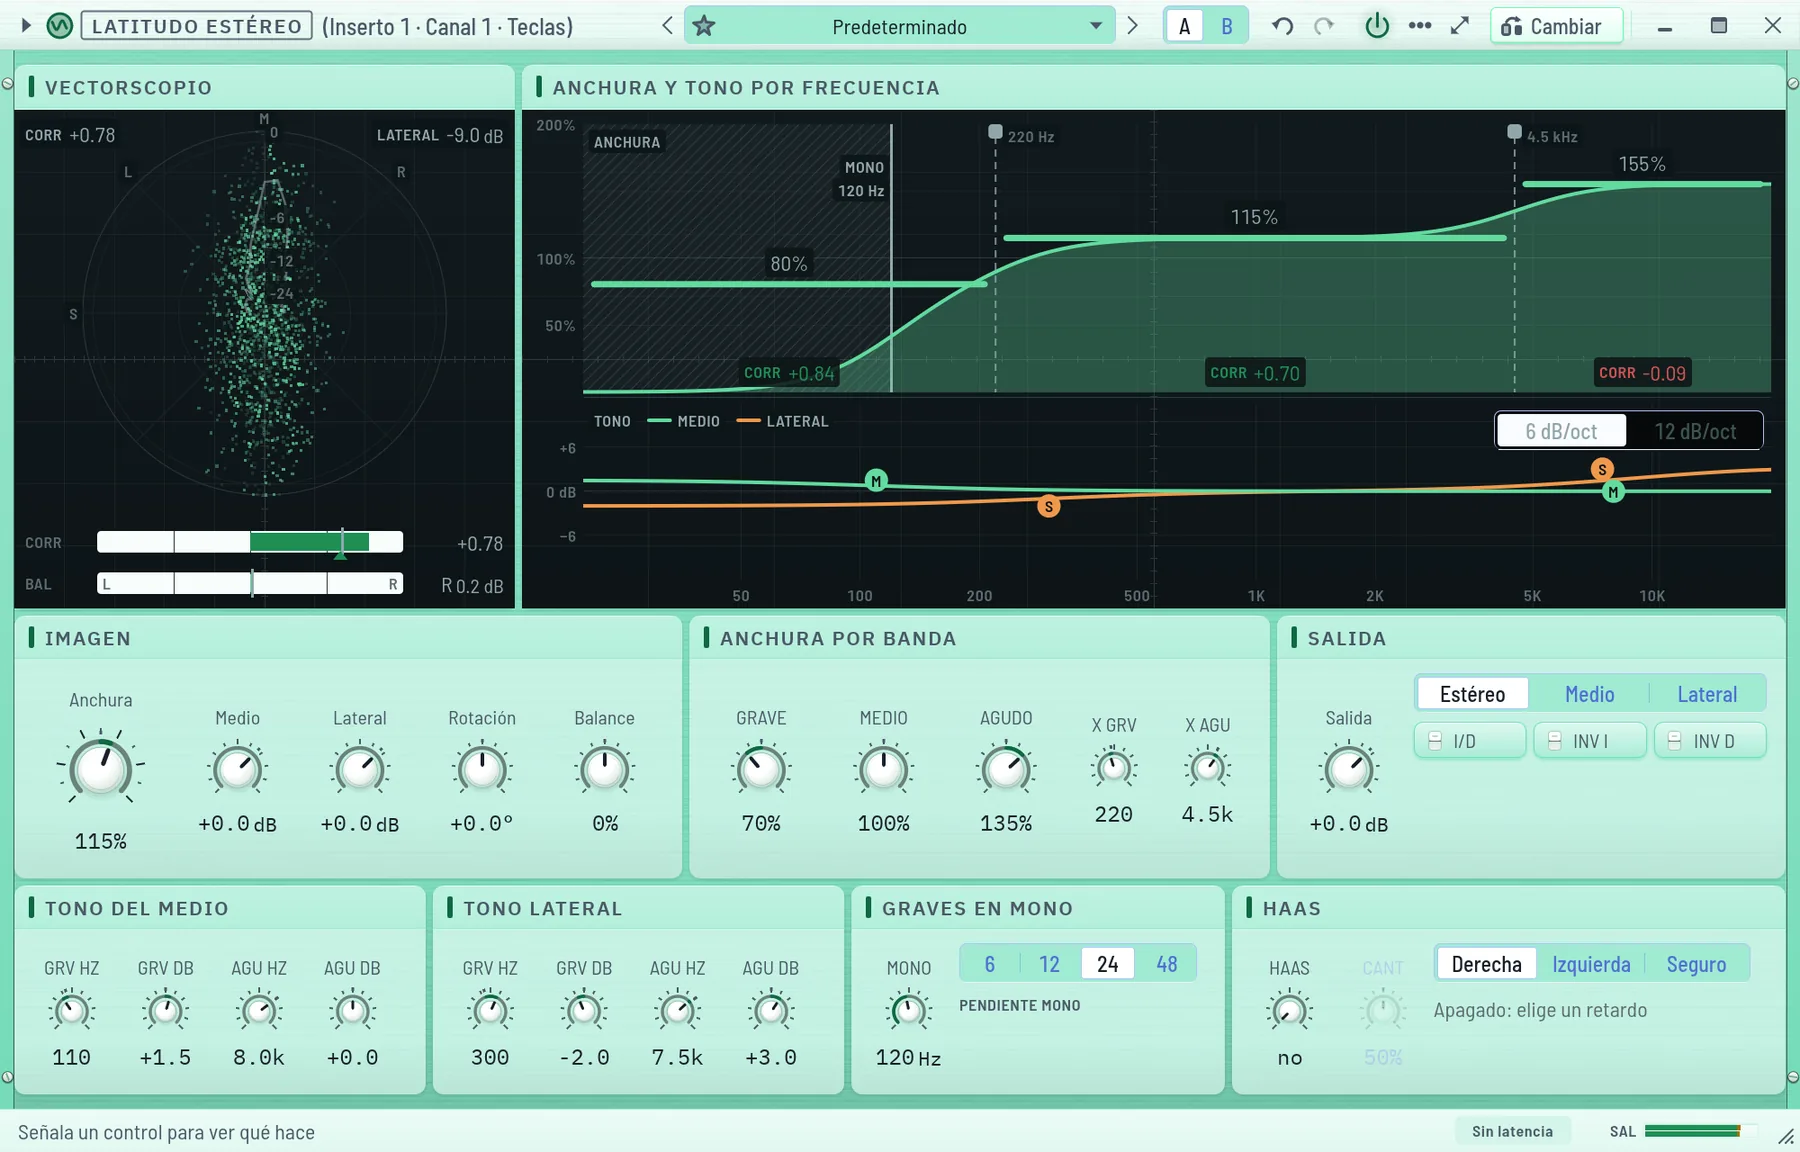 LATITUDO ESTÉREO (Inserto 1 · Canal 1 · Teclas) Predeterminado A B Cambiar
VECTORSCOPIO
CORR +0.78 LATERAL -9.0 dB
M
0
L R
-6
-12
-24
S
CORR +0.78
BAL L R R 0.2 dB
ANCHURA Y TONO POR FRECUENCIA
200% ANCHURA 220 Hz 4.5 kHz
MONO
120 Hz
155%
115%
100% 80%
50%
CORR +0.84 CORR +0.70 CORR -0.09
TONO MEDIO LATERAL 6 dB/oct 12 dB/oct
+6
0 dB
-6
M S S M
50 100 200 500 1K 2K 5K 10K
IMAGEN
Anchura Medio Lateral Rotación Balance
115% +0.0 dB +0.0 dB +0.0° 0%
ANCHURA POR BANDA
GRAVE MEDIO AGUDO X GRV X AGU
70% 100% 135% 220 4.5k
SALIDA
Salida Estéreo Medio Lateral
I/D INV I INV D
+0.0 dB
TONO DEL MEDIO
GRV HZ GRV DB AGU HZ AGU DB
110 +1.5 8.0k +0.0
TONO LATERAL
GRV HZ GRV DB AGU HZ AGU DB
300 -2.0 7.5k +3.0
GRAVES EN MONO
MONO 6 12 24 48
PENDIENTE MONO
120 Hz
HAAS
HAAS CANT Derecha Izquierda Seguro
Apagado: elige un retardo
no 50%
Señala un control para ver qué hace Sin latencia SAL